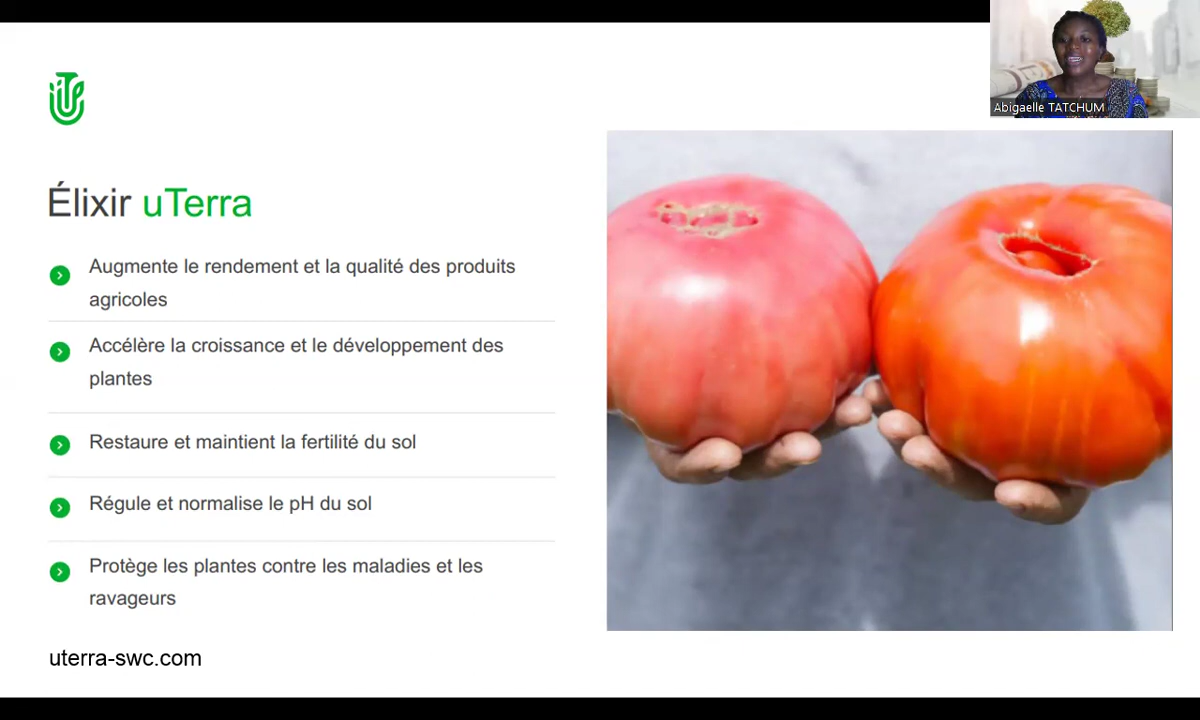 Abigaelle TATCHUM
Élixir uTerra
Augmente le rendement et la qualité des produits
agricoles
Accélère la croissance et le développement des
plantes
Restaure et maintient la fertilité du sol
Régule et normalise le pH du sol
Protège les plantes contre les maladies et les
ravageurs
uterra-swc.com